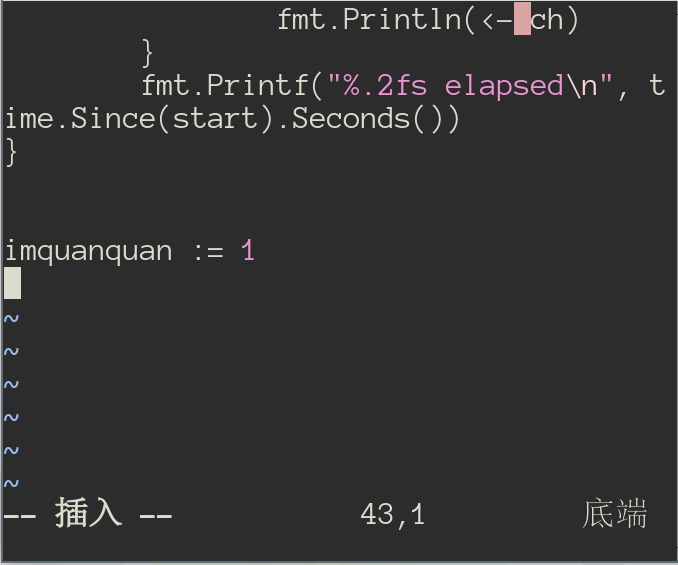 fmt.Println(<- ch)
}
fmt.Printf("%.2fs elapsed\n", t
ime.Since(start).Seconds())
}
imquanquan := 1
~
~
~
~
~
~
-- 插入 -- 43,1 底端